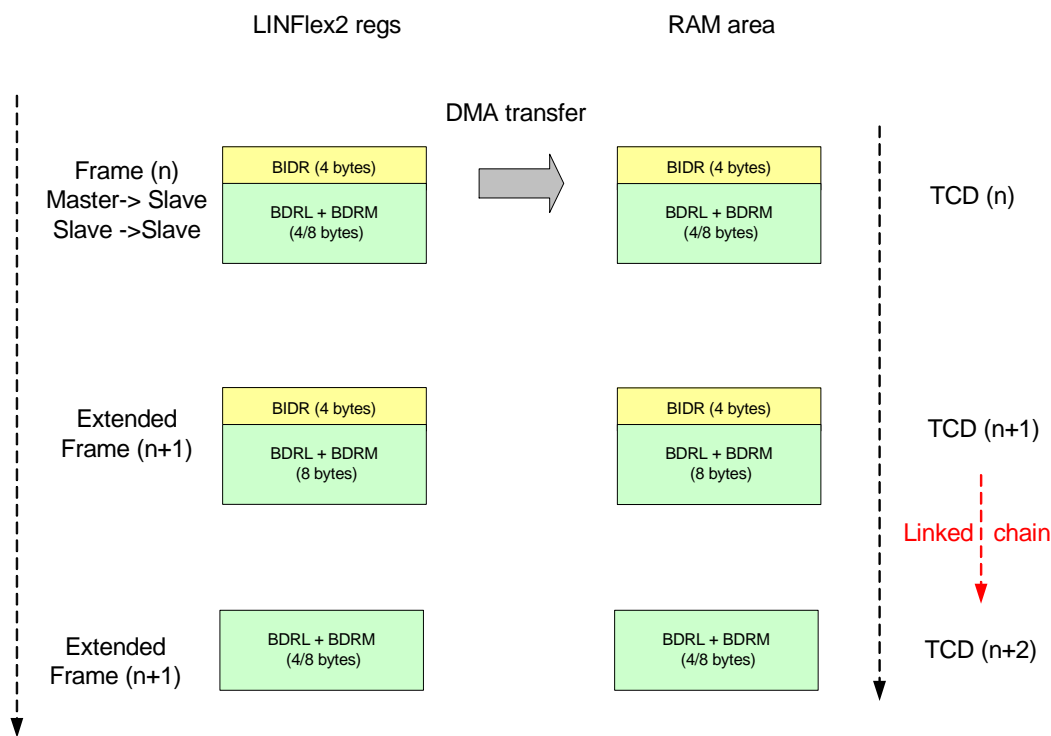 LINFlex2 regs
RAM area
DMA transfer
Frame (n)
Master-> Slave
Slave ->Slave
BIDR (4 bytes)
BDRL + BDRM
(4/8 bytes)
BIDR (4 bytes)
BDRL + BDRM
(4/8 bytes)
TCD (n)
Extended
Frame (n+1)
BIDR (4 bytes)
BDRL + BDRM
(8 bytes)
BIDR (4 bytes)
BDRL + BDRM
(8 bytes)
TCD (n+1)
Linked chain
Extended
Frame (n+1)
BDRL + BDRM
(4/8 bytes)
BDRL + BDRM
(4/8 bytes)
TCD (n+2)